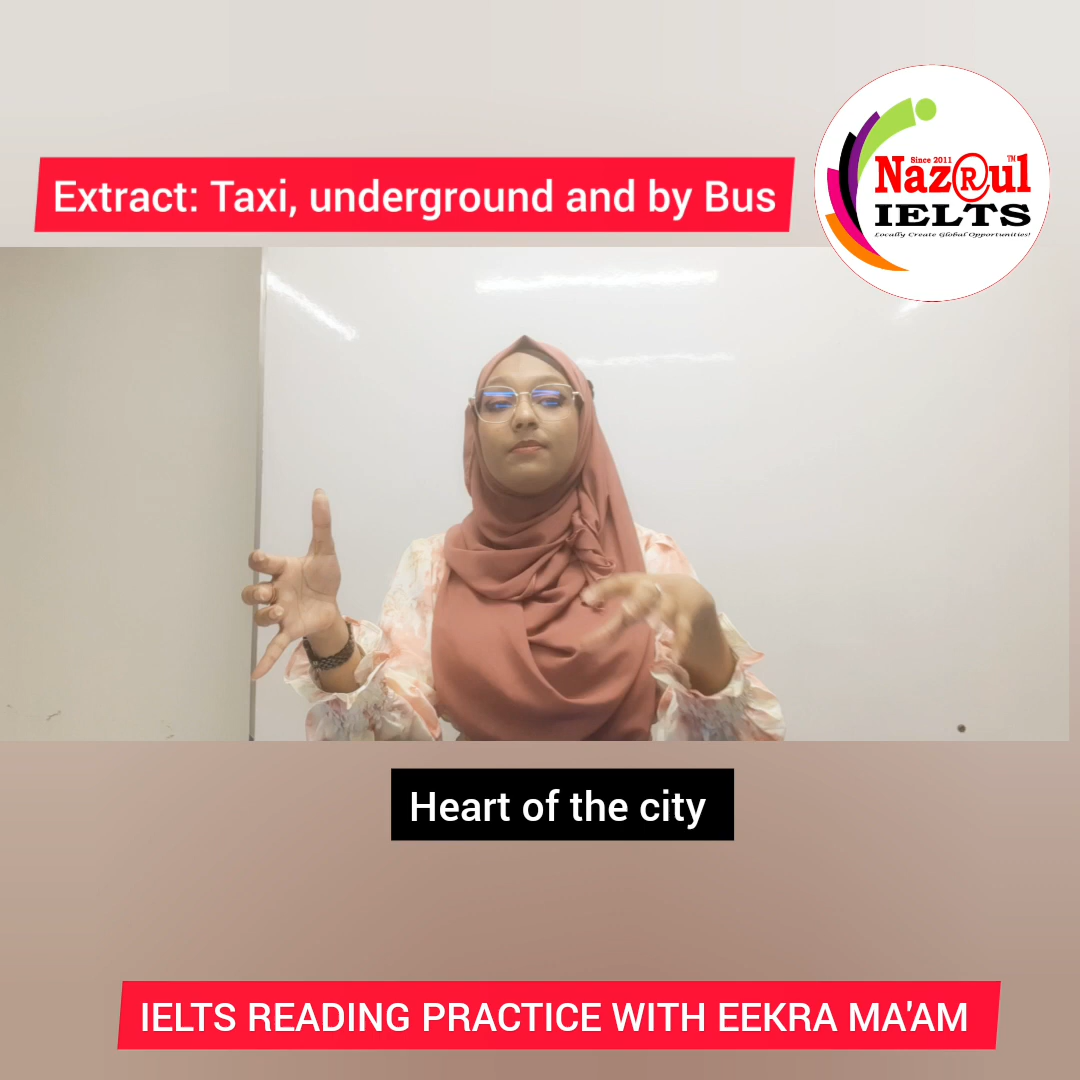 Extract: Taxi, underground and by Bus
Since 2011
NazRul TM
IELTS
Locally Create Global Opportunities!
Heart of the city
IELTS READING PRACTICE WITH EEKRA MA'AM